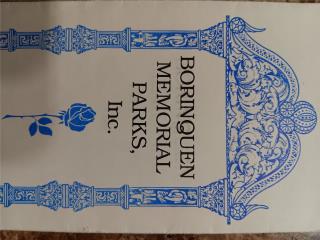 BORINQUEN
MEMORIAL
PARKS,
Inc.